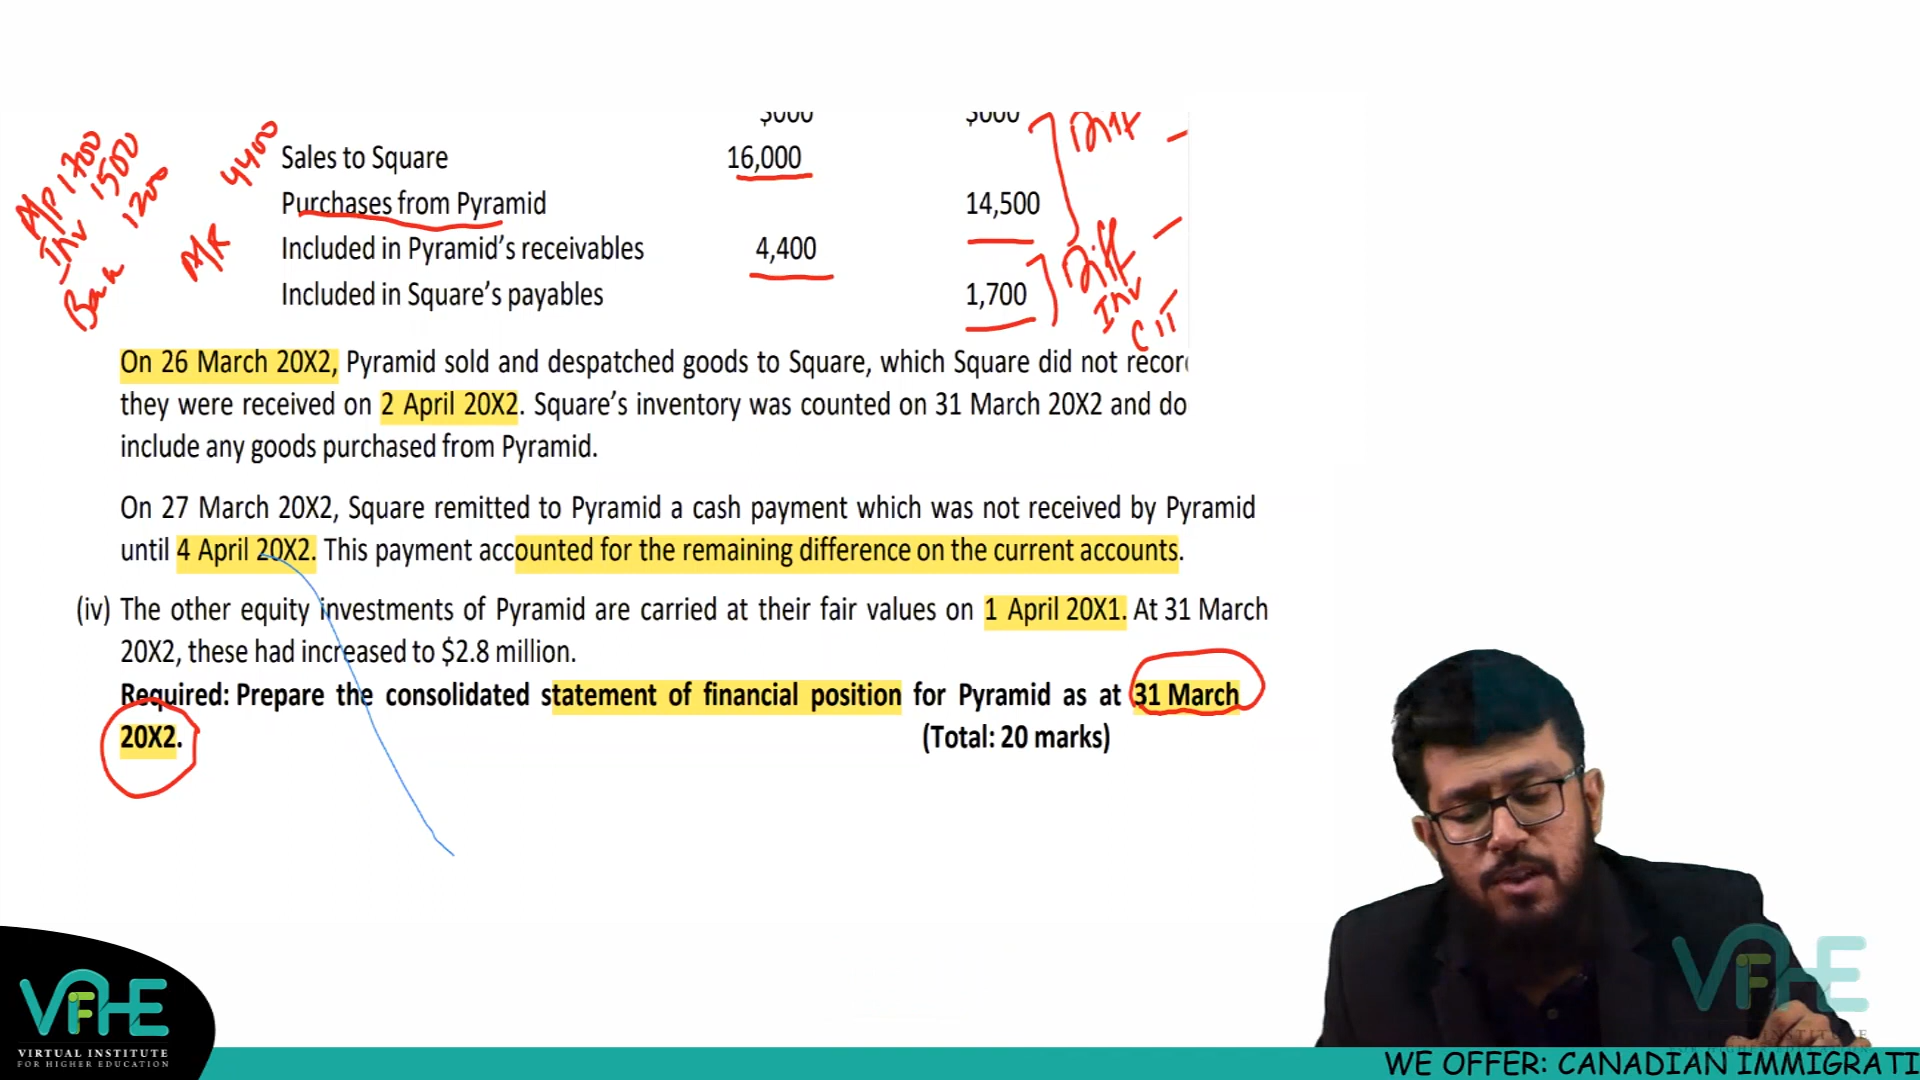 $000 $000 Diff
Sales to Square 16,000
Purchases from Pyramid 14,500
Included in Pyramid's receivables 4,400
Included in Square's payables 1,700
A/P 1700
Inv 1500
Bank 1200
A/R 4400
Diff
Inv
CIT
On 26 March 20X2, Pyramid sold and despatched goods to Square, which Square did not recor
they were received on 2 April 20X2. Square's inventory was counted on 31 March 20X2 and do
include any goods purchased from Pyramid.
On 27 March 20X2, Square remitted to Pyramid a cash payment which was not received by Pyramid
until 4 April 20X2. This payment accounted for the remaining difference on the current accounts.
(iv) The other equity investments of Pyramid are carried at their fair values on 1 April 20X1. At 31 March
20X2, these had increased to $2.8 million.
Required: Prepare the consolidated statement of financial position for Pyramid as at 31 March
20X2. (Total: 20 marks)
VIFHE
VIRTUAL INSTITUTE
FOR HIGHER EDUCATION
VIFHE
WE OFFER: CANADIAN IMMIGRATI